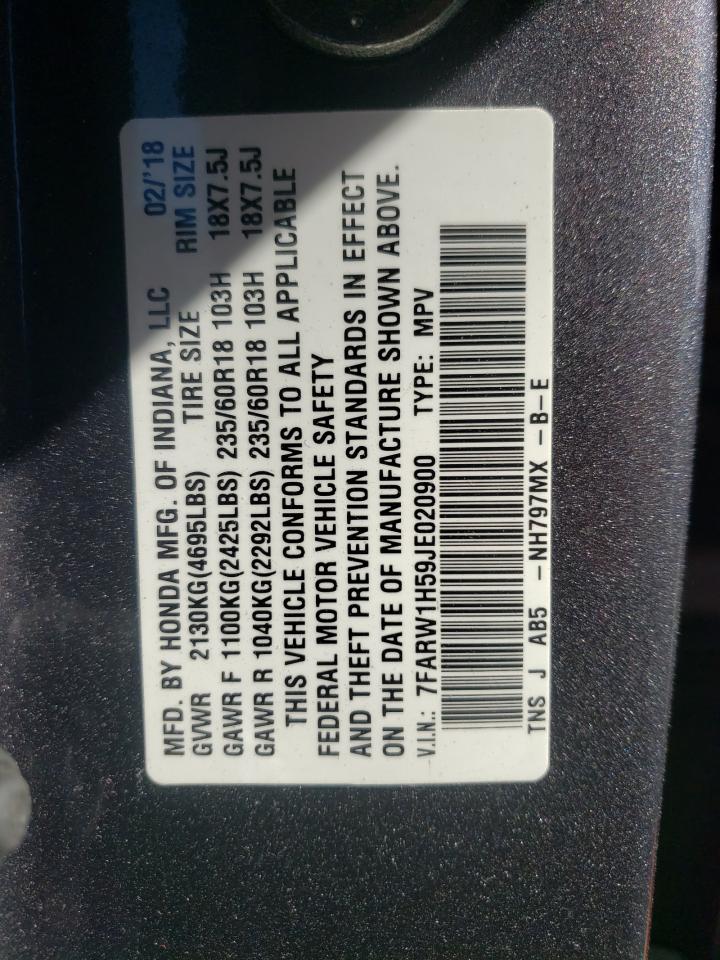 MFD. BY HONDA MFG. OF INDIANA, LLC 02/'18
GVWR 2130KG(4695LBS) TIRE SIZE RIM SIZE
GAWR F 1100KG(2425LBS) 235/60R18 103H 18X7.5J
GAWR R 1040KG(2292LBS) 235/60R18 103H 18X7.5J
THIS VEHICLE CONFORMS TO ALL APPLICABLE
FEDERAL MOTOR VEHICLE SAFETY
AND THEFT PREVENTION STANDARDS IN EFFECT
ON THE DATE OF MANUFACTURE SHOWN ABOVE.
V.I.N.: 7FARW1H59JE020900 TYPE: MPV
TNS J AB5 -NH797MX -B-E